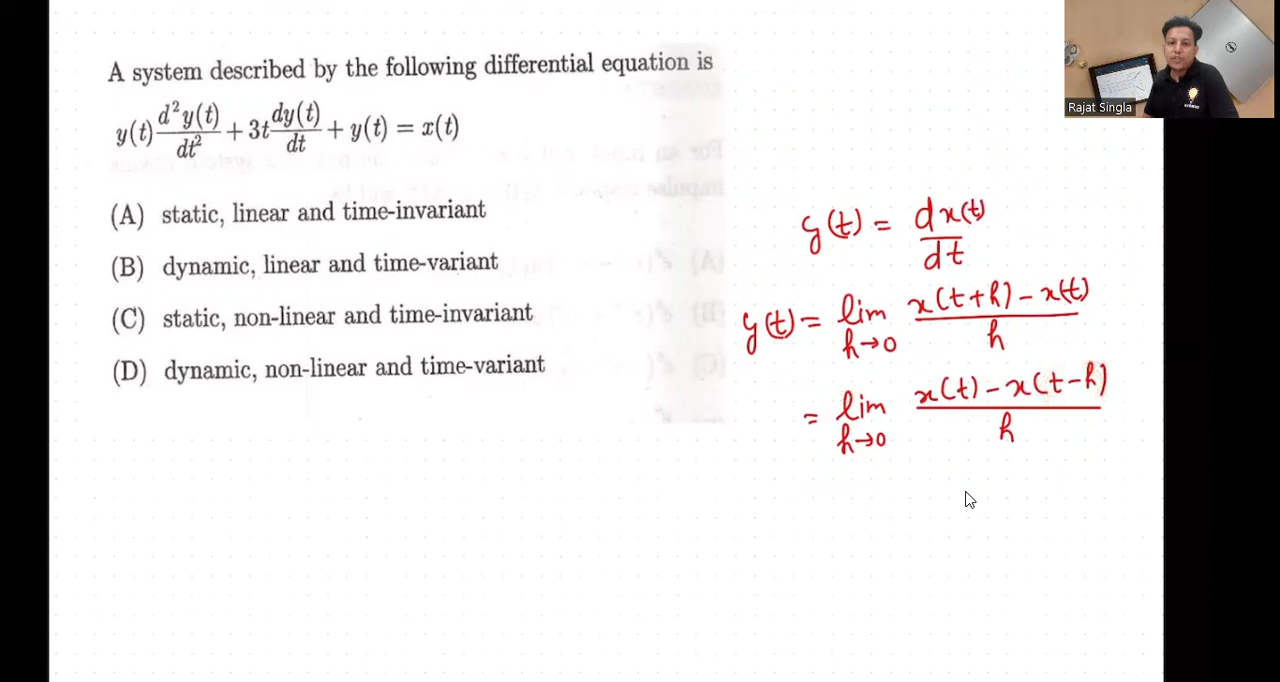 A system described by the following differential equation is
y(t) d²y(t)/dt² + 3t dy(t)/dt + y(t) = x(t)
(A) static, linear and time-invariant
(B) dynamic, linear and time-variant
(C) static, non-linear and time-invariant
(D) dynamic, non-linear and time-variant
y(t) = dx(t)/dt
y(t) = lim h→0 x(t+h) - x(t)/h
= lim h→0 x(t) - x(t-h)/h
Rajat Singla